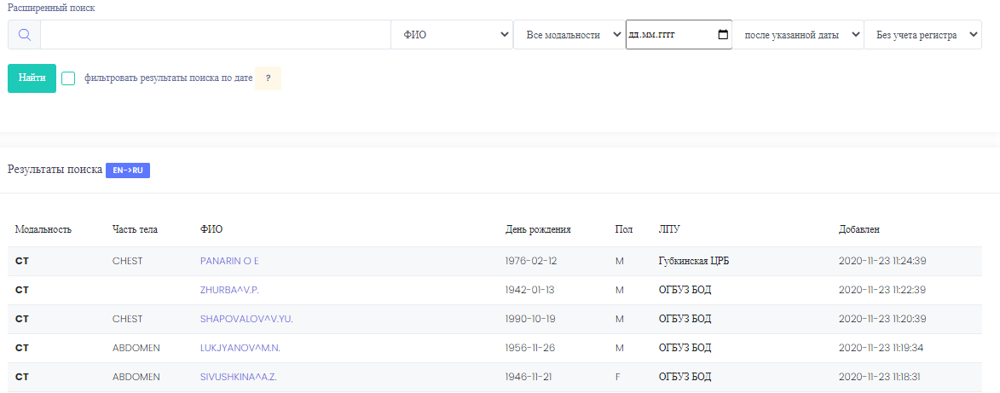 Расширенный поиск
ФИО Все модальности дд.мм.гггг после указанной даты Без учета регистра
Найти фильтровать результаты поиска по дате ?
Результаты поиска EN->RU
Модальность Часть тела ФИО День рождения Пол ЛПУ Добавлен
CT CHEST PANARIN O E 1976-02-12 M Губкинская ЦРБ 2020-11-23 11:24:39
CT ZHURBA^V.P. 1942-01-13 M ОГБУЗ БОД 2020-11-23 11:22:39
CT CHEST SHAPOVALOV^V.YU. 1990-10-19 M ОГБУЗ БОД 2020-11-23 11:20:39
CT ABDOMEN LUKJYANOV^M.N. 1956-11-26 M ОГБУЗ БОД 2020-11-23 11:19:34
CT ABDOMEN SIVUSHKINA^A.Z. 1946-11-21 F ОГБУЗ БОД 2020-11-23 11:18:31